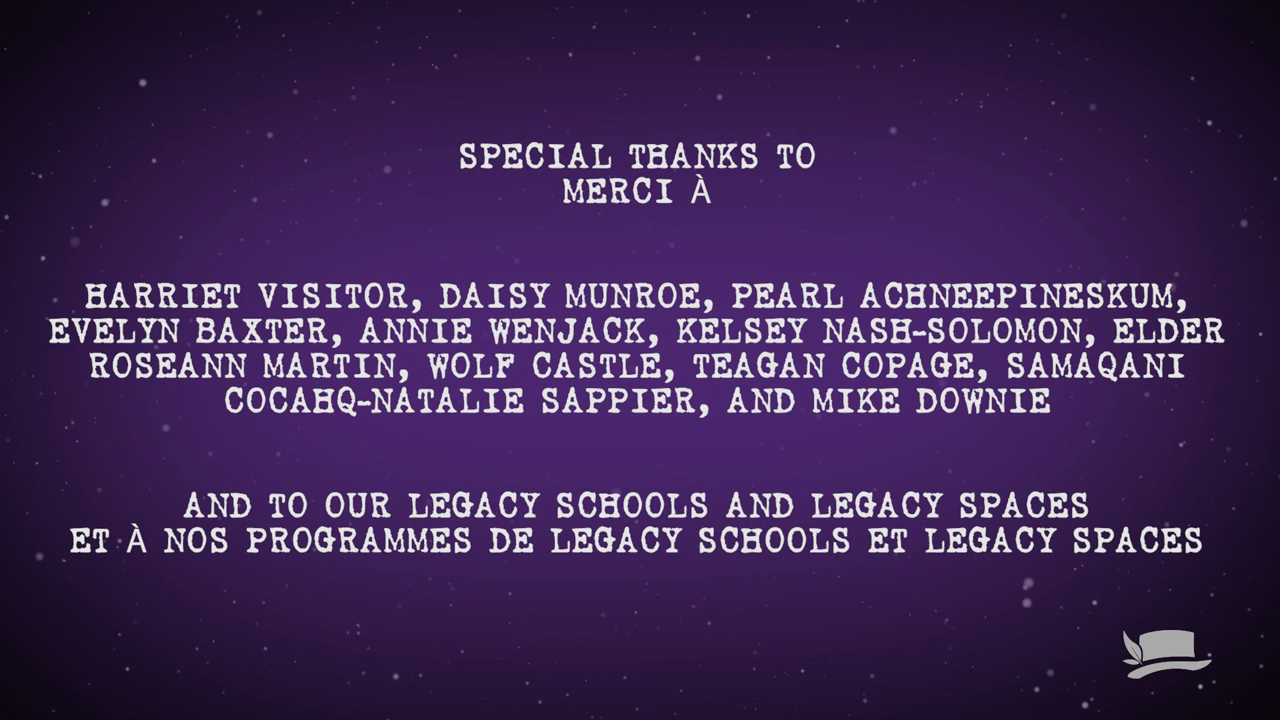 SPECIAL THANKS TO
MERCI À
HARRIET VISITOR, DAISY MUNROE, PEARL ACHNEEPINESKUM,
EVELYN BAXTER, ANNIE WENJACK, KELSEY NASH-SOLOMON, ELDER
ROSEANN MARTIN, WOLF CASTLE, TEAGAN COPAGE, SAMAQANI
COCAHQ-NATALIE SAPPIER, AND MIKE DOWNIE
AND TO OUR LEGACY SCHOOLS AND LEGACY SPACES
ET À NOS PROGRAMMES DE LEGACY SCHOOLS ET LEGACY SPACES